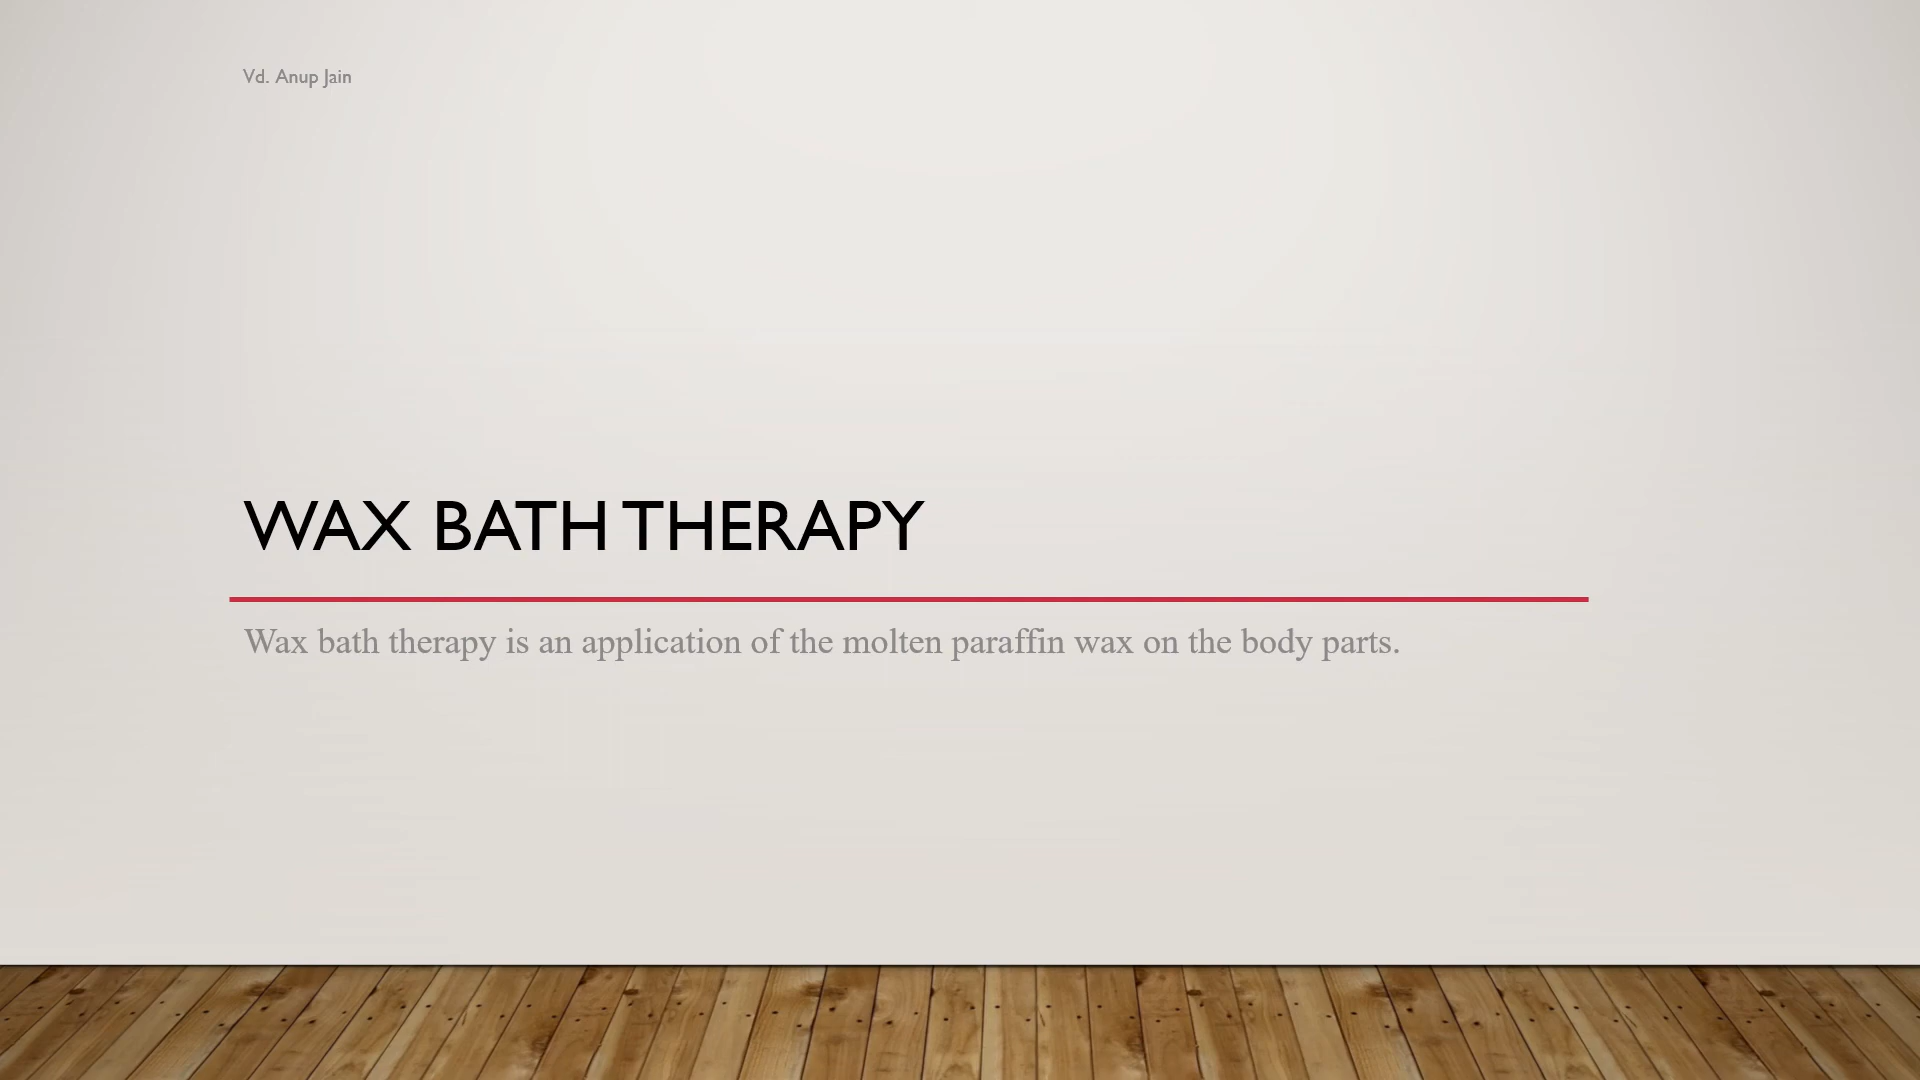 Vd. Anup Jain
WAX BATH THERAPY
Wax bath therapy is an application of the molten paraffin wax on the body parts.